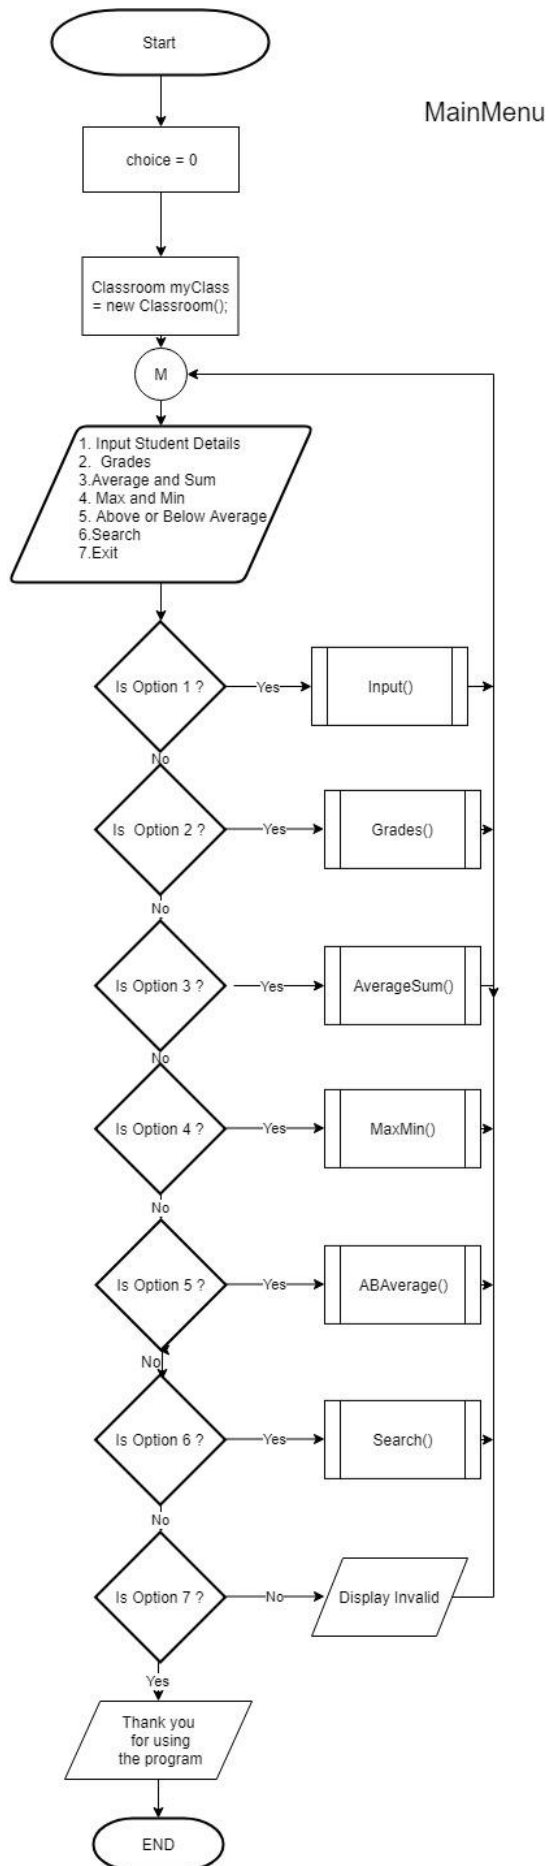 Start
MainMenu
choice = 0
Classroom myClass
= new Classroom();
M
1. Input Student Details
2. Grades
3.Average and Sum
4. Max and Min
5. Above or Below Average
6.Search
7.Exit
Is Option 1 ?
Yes
Input()
No
Is Option 2 ?
Yes
Grades()
No
Is Option 3 ?
Yes
AverageSum()
No
Is Option 4 ?
Yes
MaxMin()
No
Is Option 5 ?
Yes
ABAverage()
No
Is Option 6 ?
Yes
Search()
No
Is Option 7 ?
No
Display Invalid
Yes
Thank you
for using
the program
END